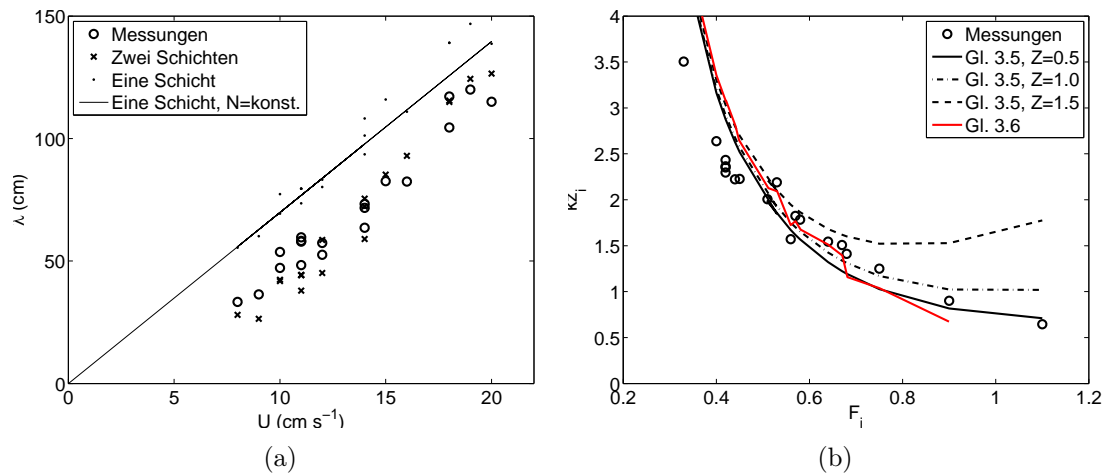 150
100
50
0
λ (cm)
0
5
10
15
20
U (cm s⁻¹)
Messungen
Zwei Schichten
Eine Schicht
Eine Schicht, N=konst.
(a)
4
3.5
3
2.5
2
1.5
1
0.5
0
kz_i
0.2
0.4
0.6
0.8
1
1.2
F_i
Messungen
Gl. 3.5, Z=0.5
Gl. 3.5, Z=1.0
Gl. 3.5, Z=1.5
Gl. 3.6
(b)